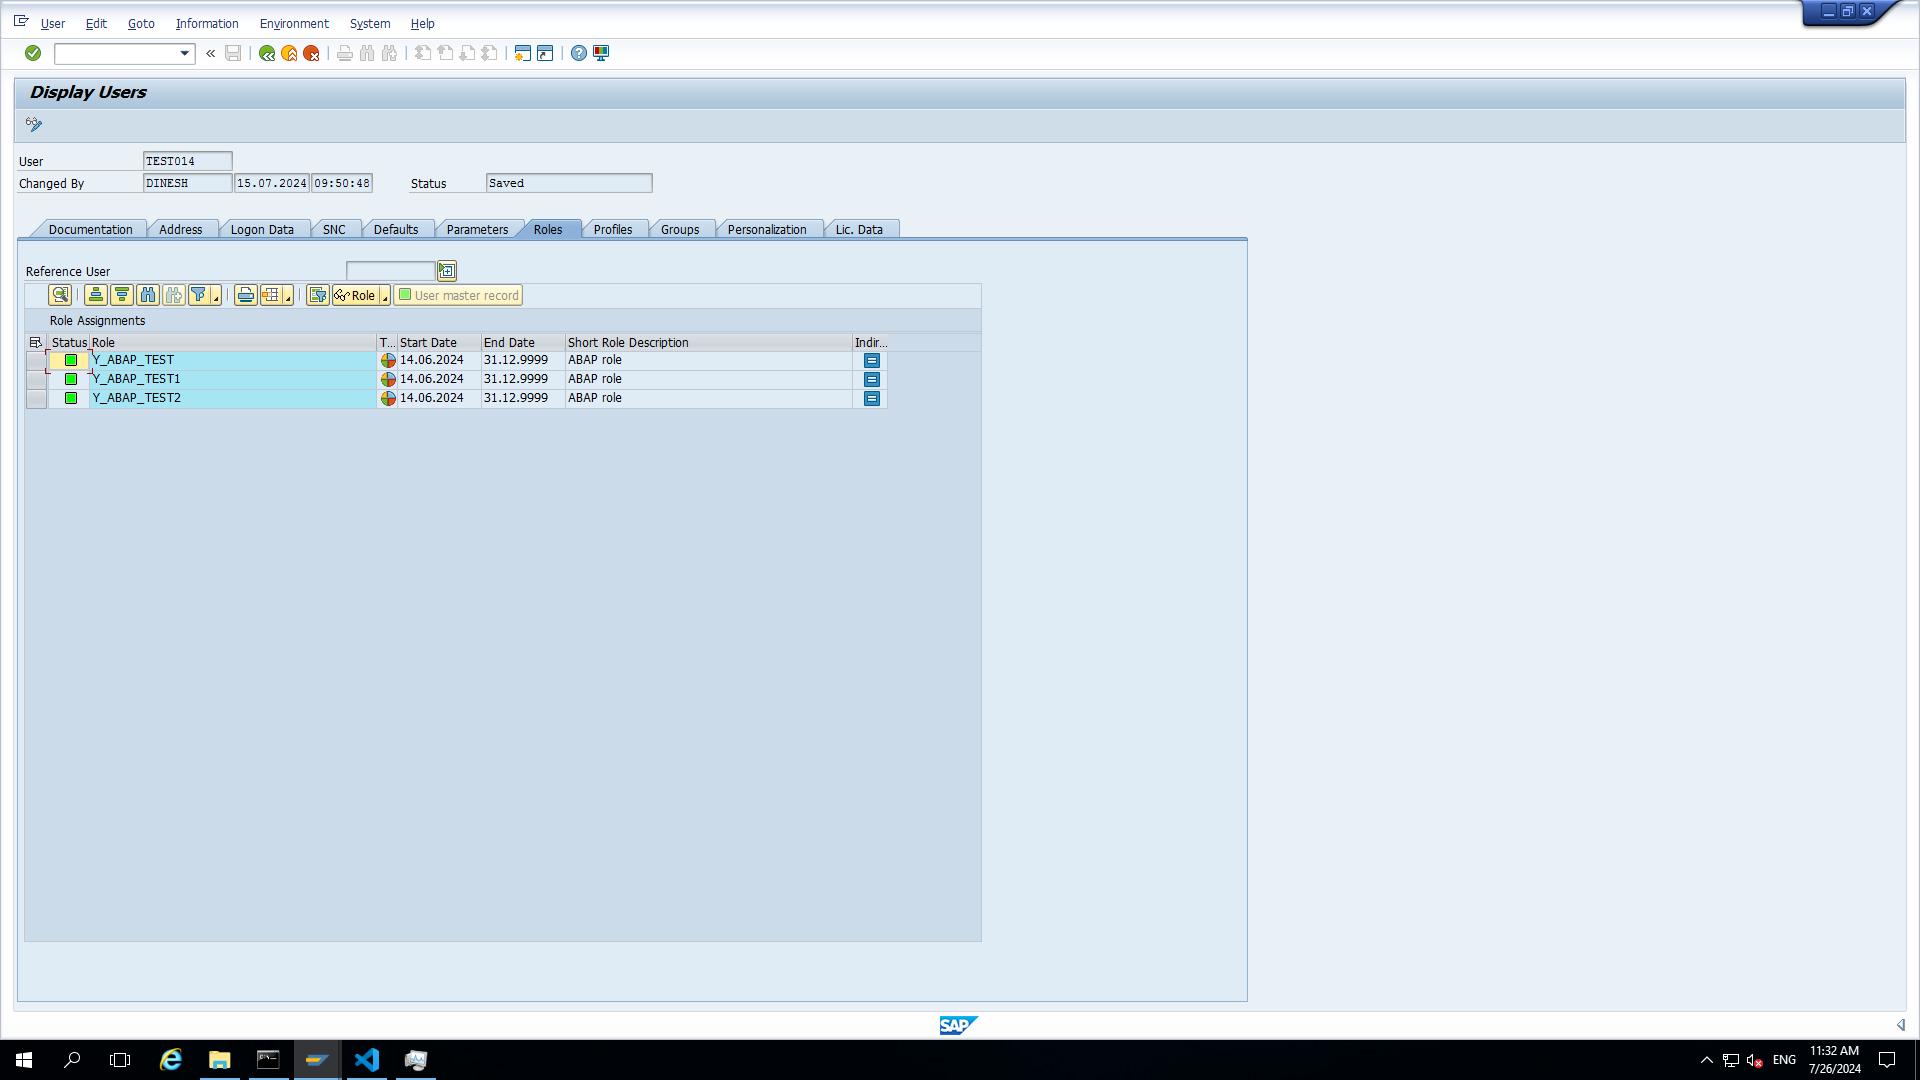 User Edit Goto Information Environment System Help
Display Users
User TEST014
Changed By DINESH 15.07.2024 09:50:48 Status Saved
Documentation Address Logon Data SNC Defaults Parameters Roles Profiles Groups Personalization Lic. Data
Reference User
Role User master record
Role Assignments
Status Role T... Start Date End Date Short Role Description Indir...
Y_ABAP_TEST 14.06.2024 31.12.9999 ABAP role
Y_ABAP_TEST1 14.06.2024 31.12.9999 ABAP role
Y_ABAP_TEST2 14.06.2024 31.12.9999 ABAP role
SAP
ENG 11:32 AM
7/26/2024